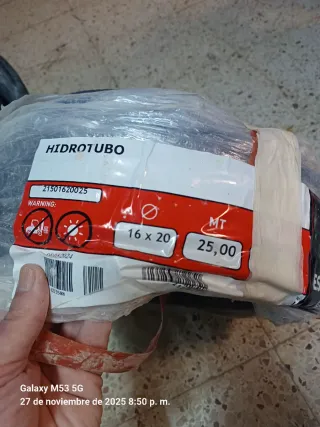 HIDROTUBO
21501620025
WARNING:
Ø
16 x 20
MT
25,00
Galaxy M53 5G
27 de noviembre de 2025 8:50 p. m.